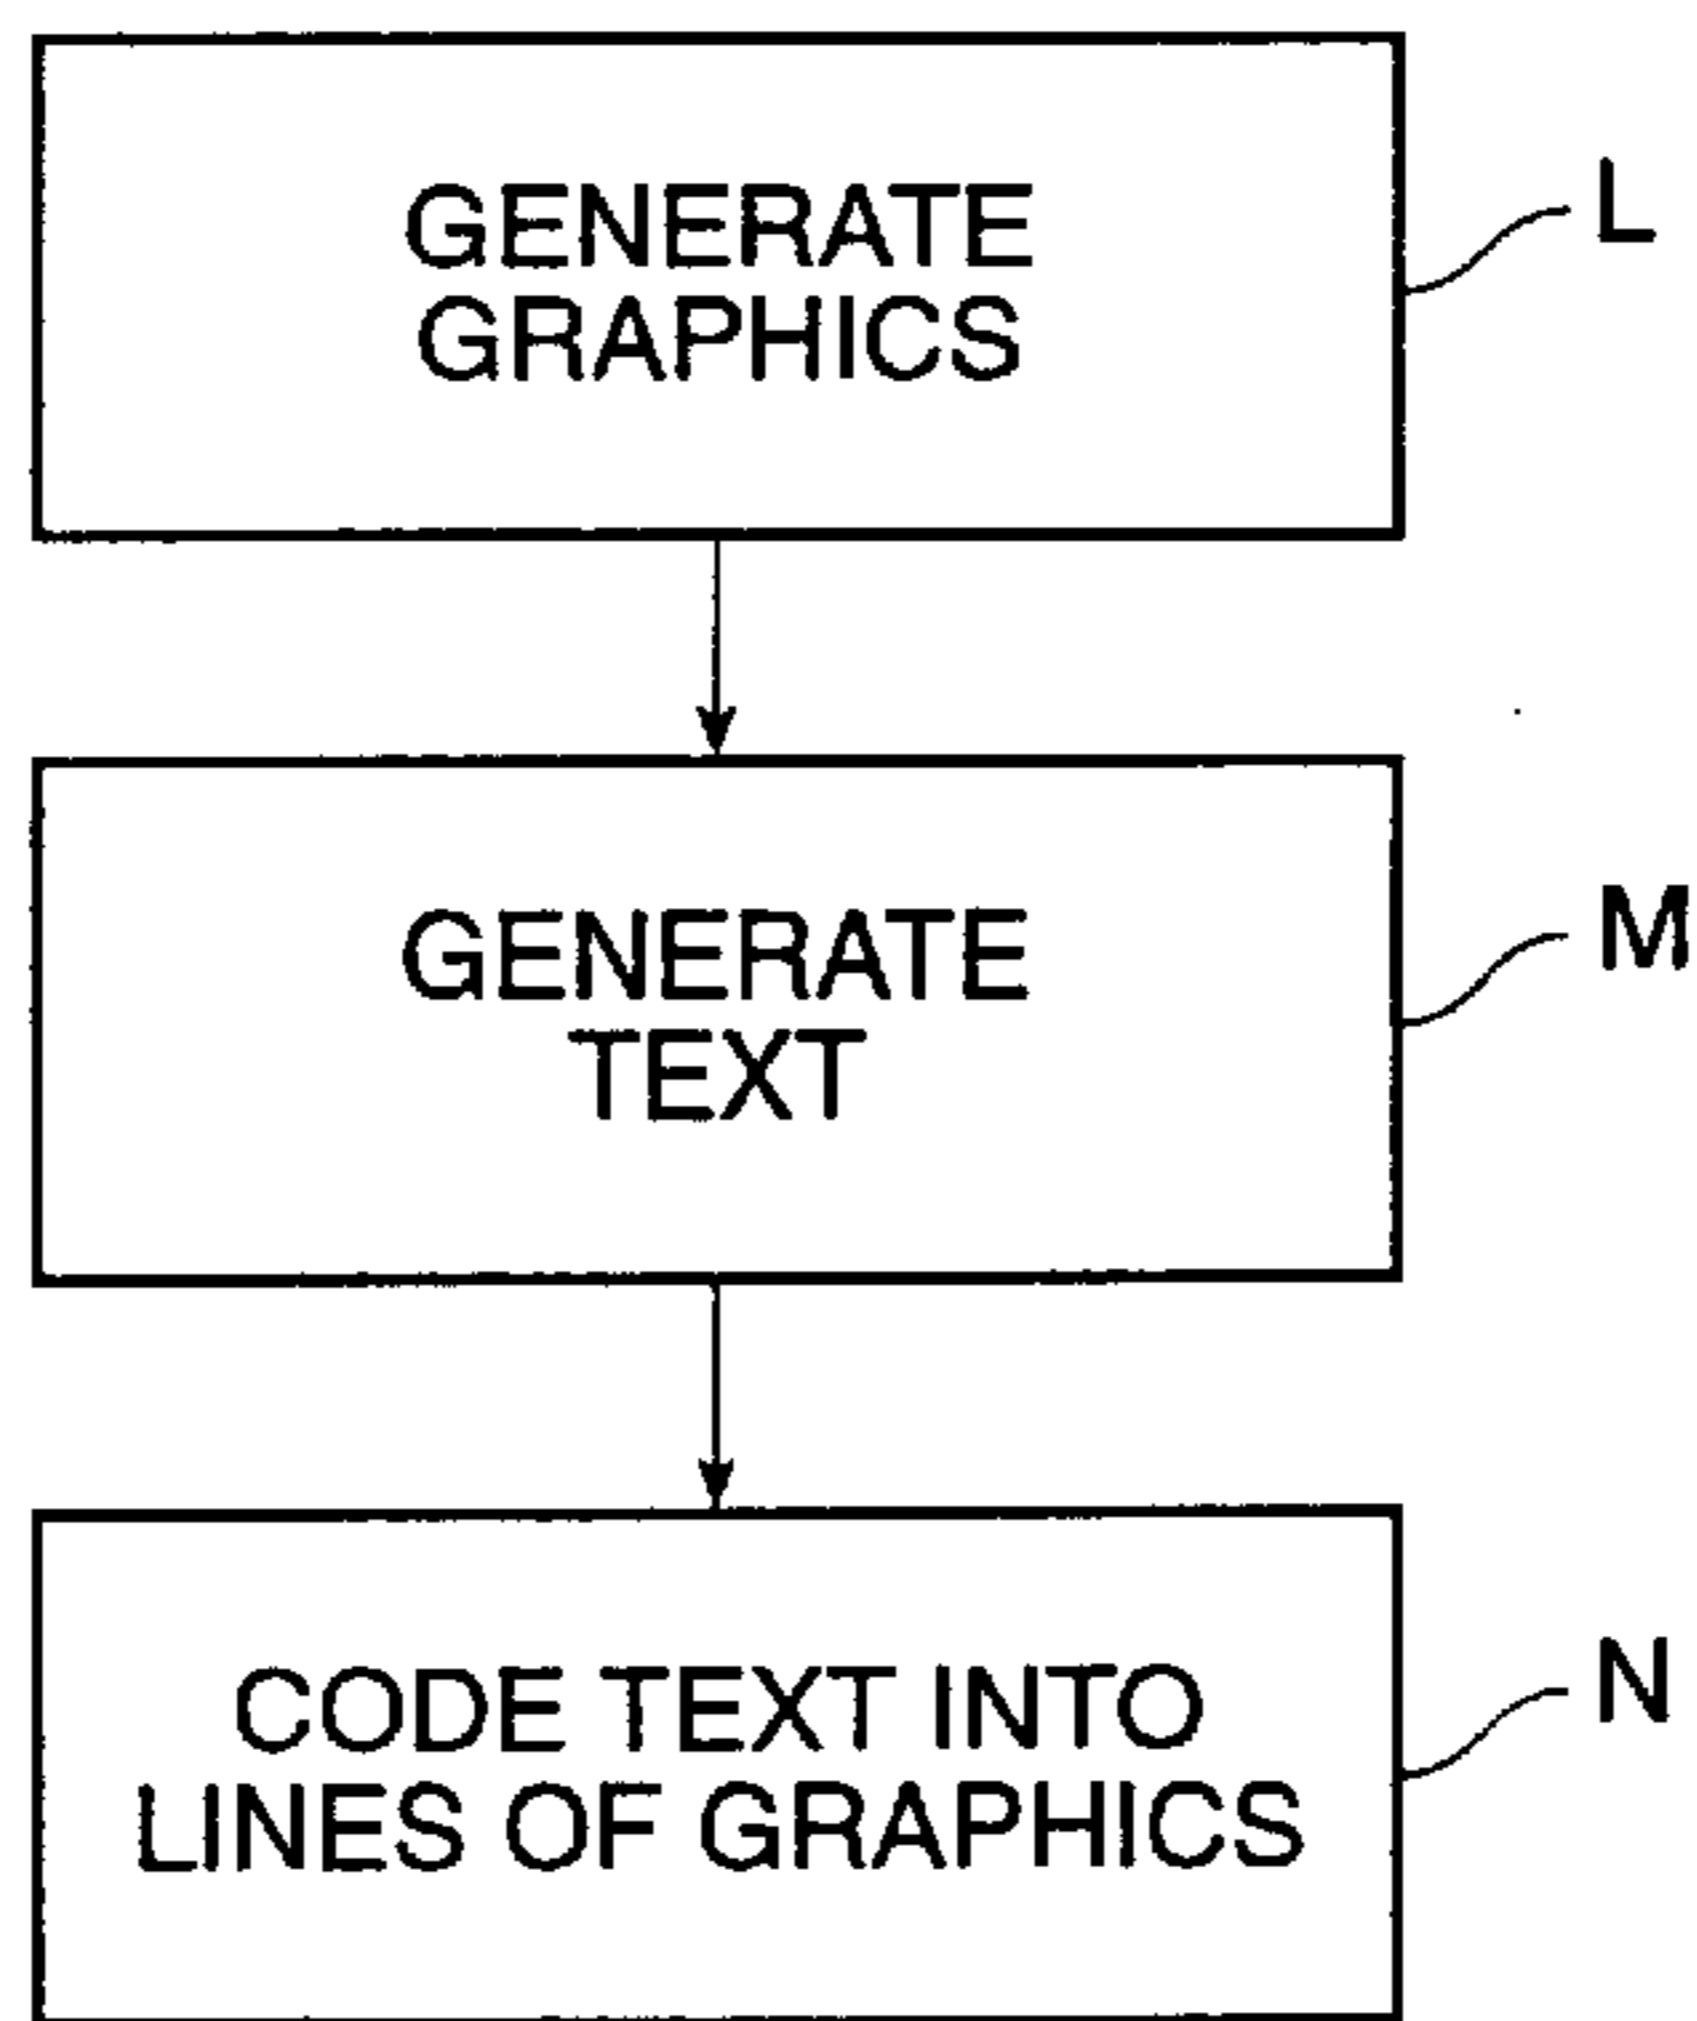 GENERATE
GRAPHICS
L
GENERATE
TEXT
M
CODE TEXT INTO
LINES OF GRAPHICS
N